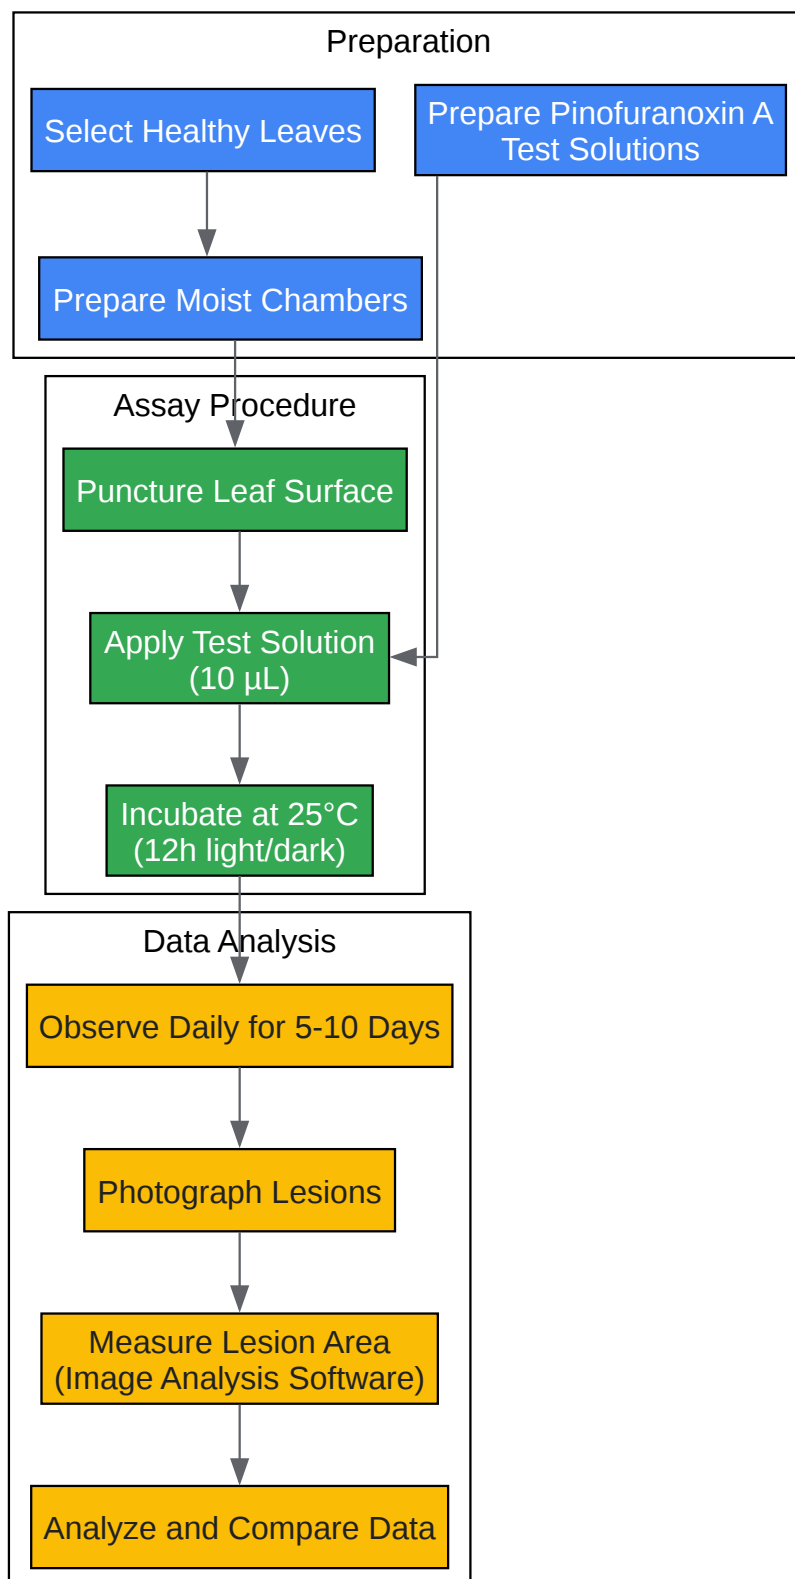 Preparation
Select Healthy Leaves
Prepare Pinofuranoxin A
Test Solutions
Prepare Moist Chambers
Assay Procedure
Puncture Leaf Surface
Apply Test Solution
(10 µL)
Incubate at 25°C
(12h light/dark)
Data Analysis
Observe Daily for 5-10 Days
Photograph Lesions
Measure Lesion Area
(Image Analysis Software)
Analyze and Compare Data